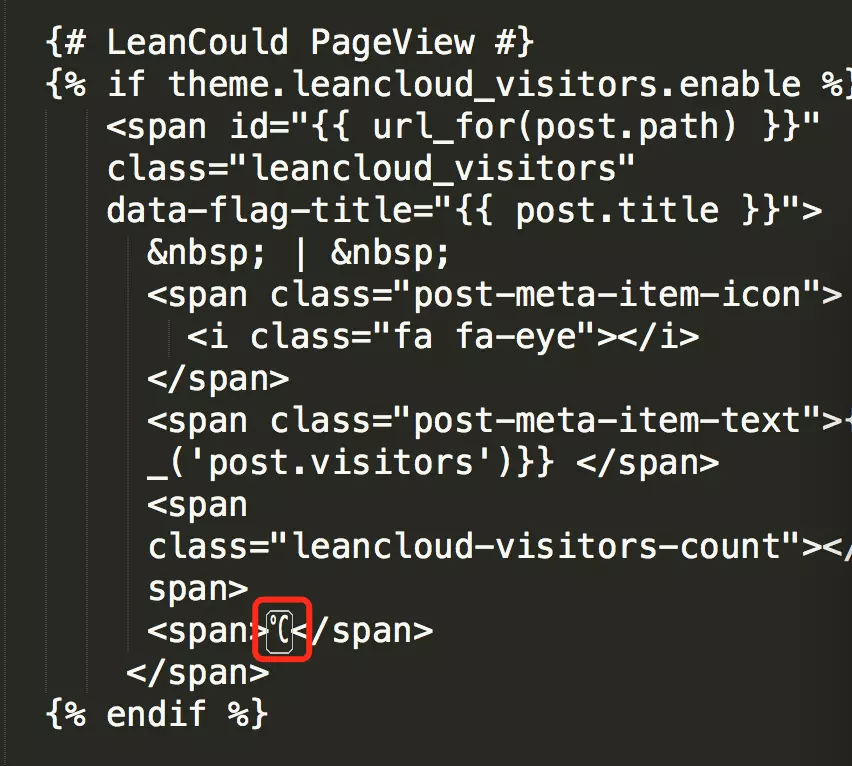 {# LeanCould PageView #}
{% if theme.leancloud_visitors.enable %}
<span id="{{ url_for(post.path) }}"
class="leancloud_visitors"
data-flag-title="{{ post.title }}">
&nbsp; | &nbsp;
<span class="post-meta-item-icon">
<i class="fa fa-eye"></i>
</span>
<span class="post-meta-item-text">{
_('post.visitors')}} </span>
<span
class="leancloud-visitors-count"></
span>
<span>℃</span>
</span>
{% endif %}